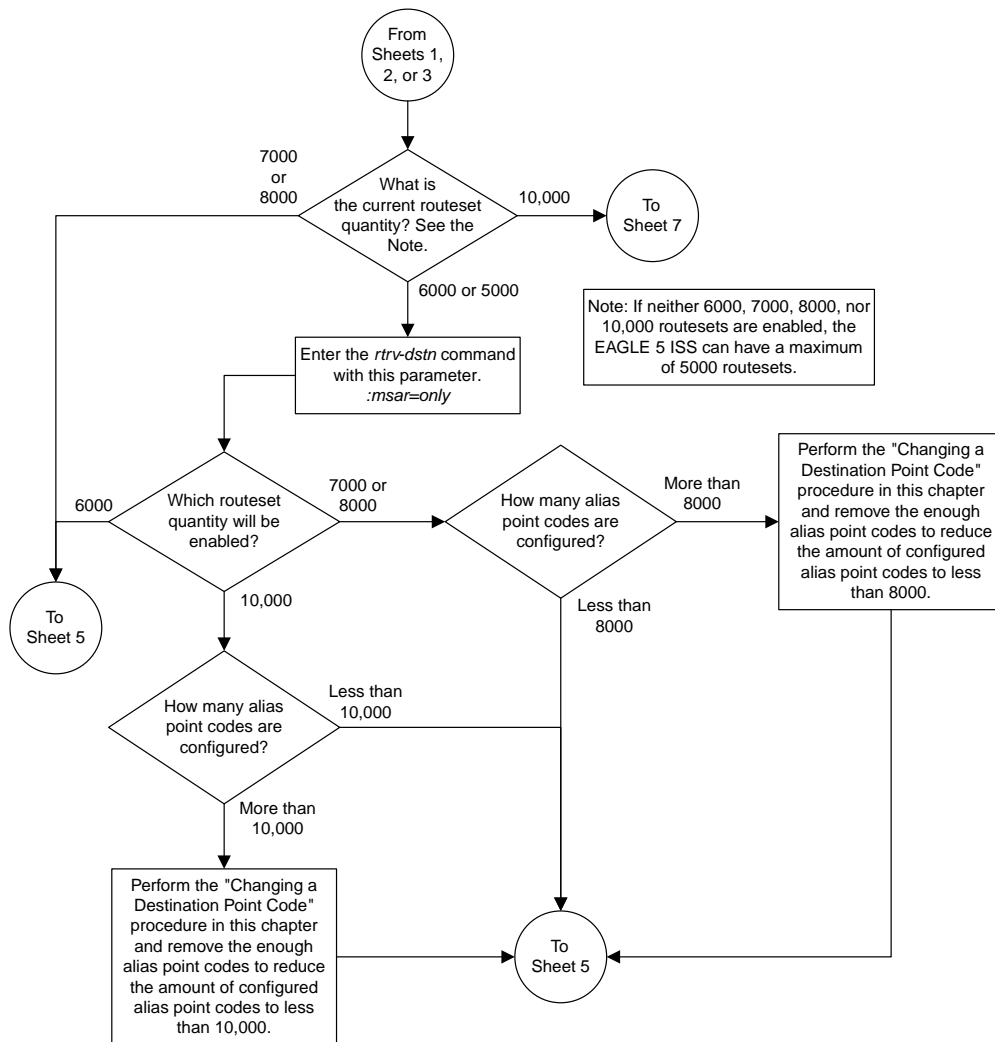 From
Sheets 1,
2, or 3
7000
or
8000
What is
the current routeset
quantity? See the
Note.
10,000
To
Sheet 7
6000 or 5000
Note: If neither 6000, 7000, 8000, nor
10,000 routesets are enabled, the
EAGLE 5 ISS can have a maximum
of 5000 routesets.
Enter the rtrv-dstn command
with this parameter.
:msar=only
6000
Which routeset
quantity will be
enabled?
7000 or
8000
How many alias
point codes are
configured?
More than
8000
Perform the "Changing a
Destination Point Code"
procedure in this chapter
and remove the enough
alias point codes to reduce
the amount of configured
alias point codes to less
than 8000.
To
Sheet 5
10,000
Less than
8000
How many alias
point codes are
configured?
Less than
10,000
More than
10,000
Perform the "Changing a
Destination Point Code"
procedure in this chapter
and remove the enough
alias point codes to reduce
the amount of configured
alias point codes to less
than 10,000.
To
Sheet 5